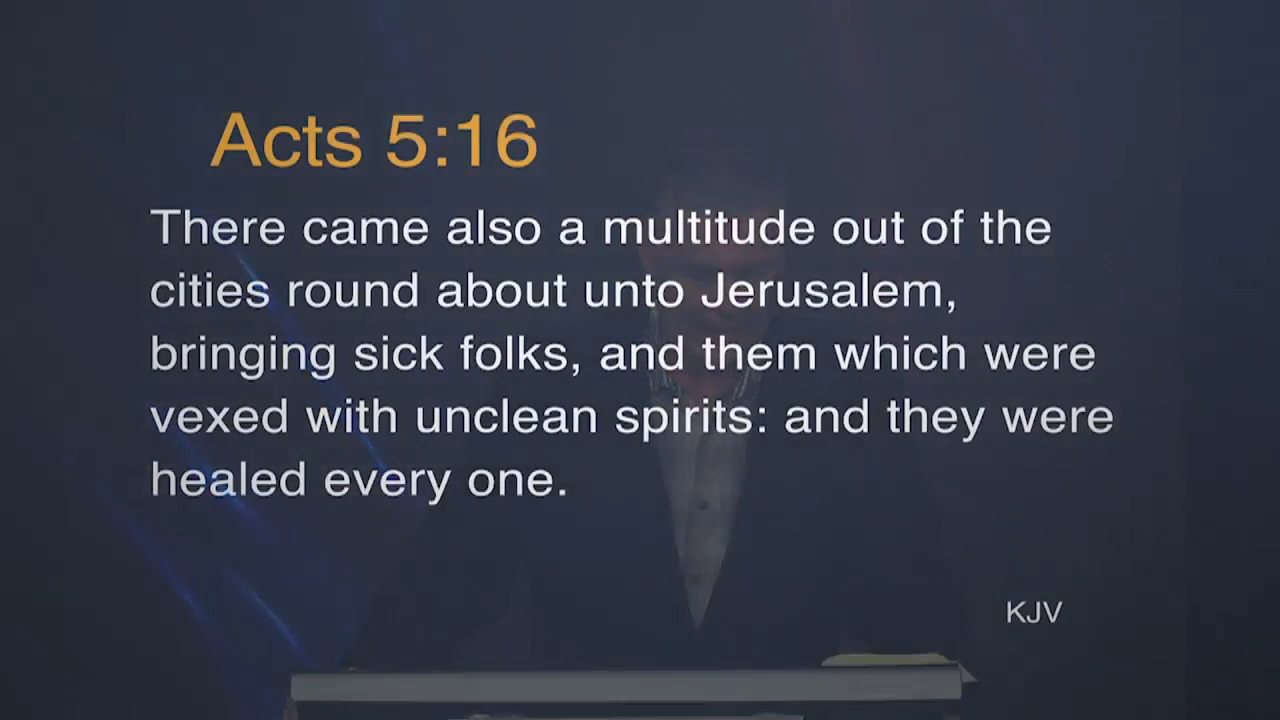 Acts 5:16
There came also a multitude out of the
cities round about unto Jerusalem,
bringing sick folks, and them which were
vexed with unclean spirits: and they were
healed every one.
KJV